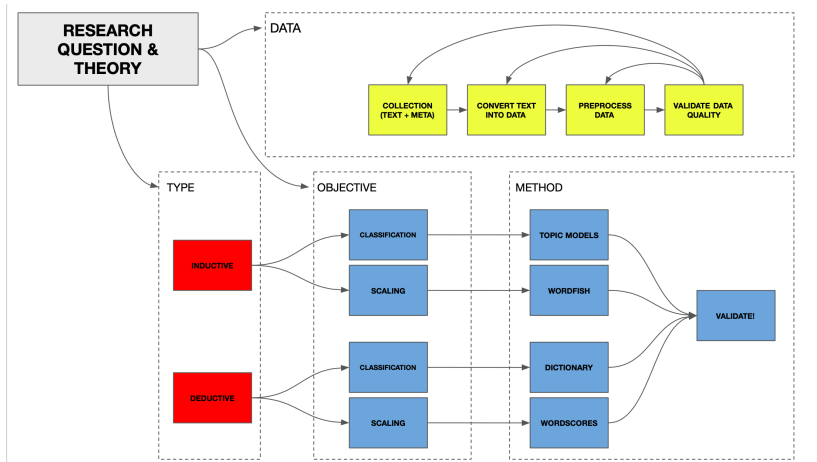 RESEARCH
QUESTION &
THEORY
DATA
COLLECTION
(TEXT + META)
CONVERT TEXT
INTO DATA
PREPROCESS
DATA
VALIDATE DATA
QUALITY
TYPE
OBJECTIVE
METHOD
INDUCTIVE
CLASSIFICATION
TOPIC MODELS
SCALING
WORDFISH
VALIDATE!
DEDUCTIVE
CLASSIFICATION
DICTIONARY
SCALING
WORDSCORES